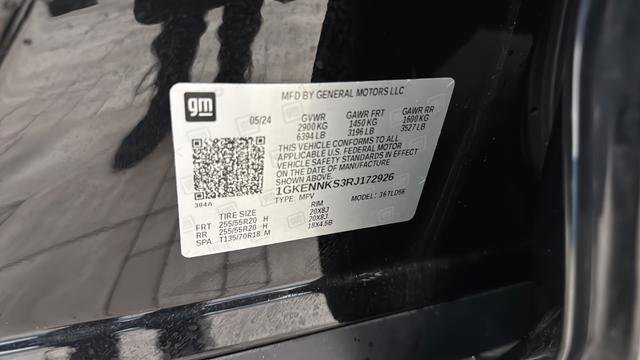 gm
MFD BY GENERAL MOTORS LLC
05/24 GVWR GAWR FRT GAWR RR
2900 KG 1450 KG 1600 KG
6394 LB 3196 LB 3527 LB
THIS VEHICLE CONFORMS TO ALL
APPLICABLE U.S. FEDERAL MOTOR
VEHICLE SAFETY STANDARDS IN EFFECT
ON THE DATE OF MANUFACTURE SHOWN ABOVE.
1GKENNKS3RJ172926
384A TYPE: MPV MODEL: 36TLD56
TIRE SIZE RIM
FRT 255/55R20 H 20X8J
RR 255/55R20 H 20X8J
SPA T135/70R18 M 18X4.5B